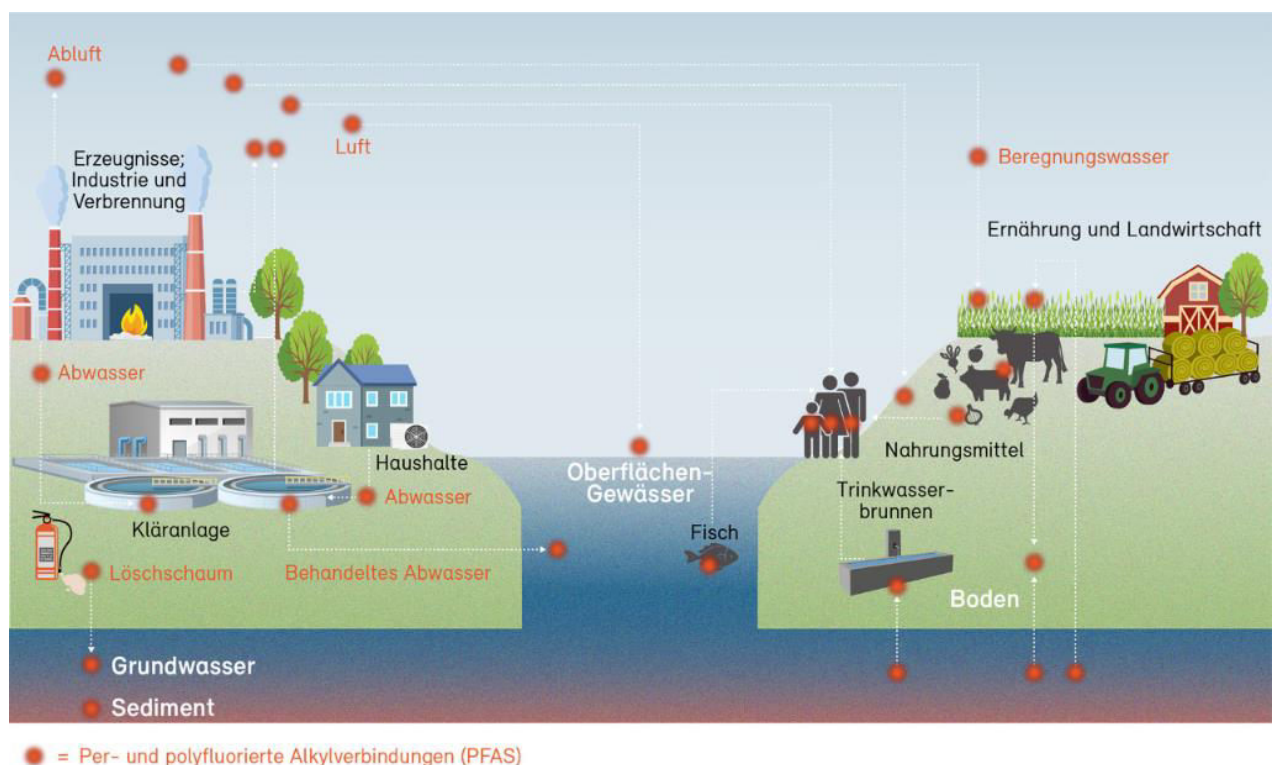 Abluft
Luft
Erzeugnisse;
Industrie und
Verbrennung
Beregnungswasser
Ernährung und Landwirtschaft
Abwasser
Haushalte
Abwasser
Kläranlage
Löschschaum
Behandeltes Abwasser
Oberflächen-
Gewässer
Fisch
Nahrungsmittel
Trinkwasser-
brunnen
Boden
Grundwasser
Sediment
= Per- und polyfluorierte Alkylverbindungen (PFAS)